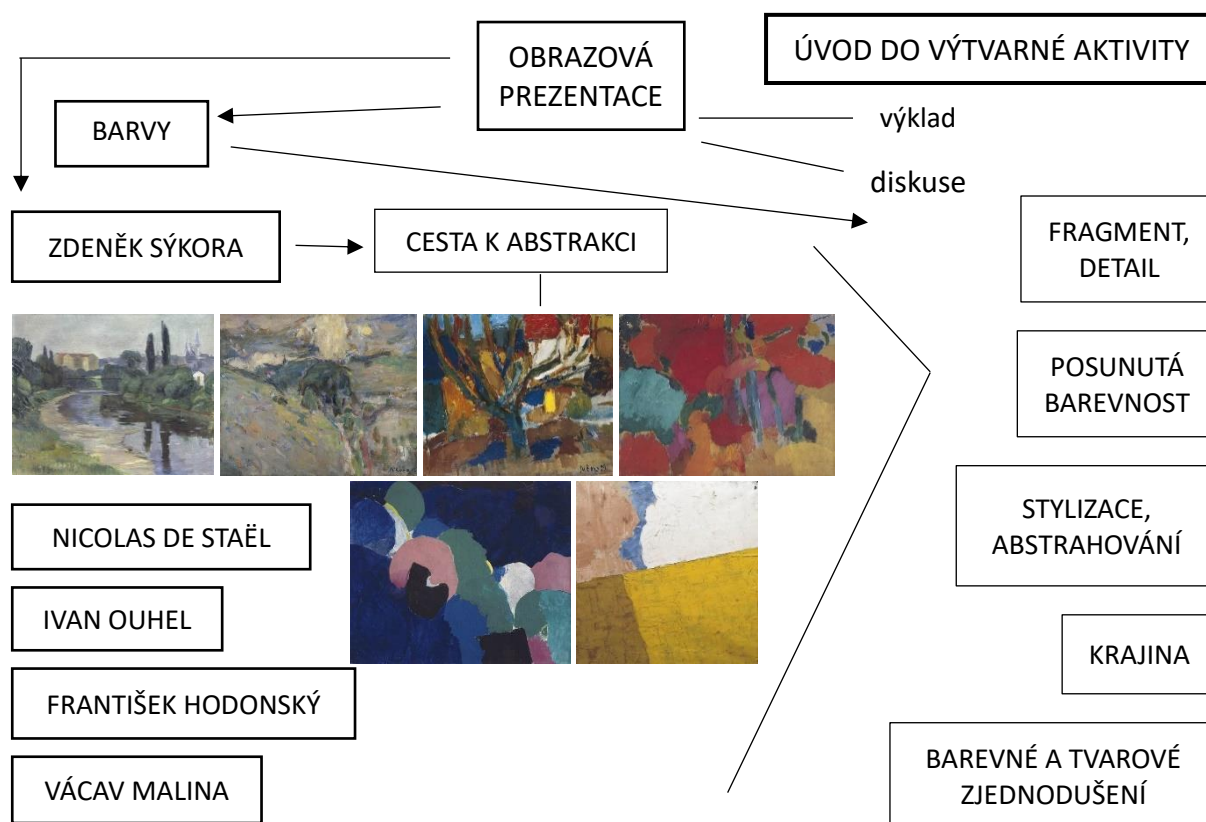 OBRAZOVÁ
PREZENTACE
ÚVOD DO VÝTVARNÉ AKTIVITY
BARVY
výklad
diskuse
ZDENĚK SÝKORA
CESTA K ABSTRAKCI
FRAGMENT,
DETAIL
POSUNUTÁ
BAREVNOST
STYLIZACE,
ABSTRAHOVÁNÍ
NICOLAS DE STAËL
IVAN OUHEL
KRAJINA
FRANTIŠEK HODONSKÝ
BAREVNÉ A TVAROVÉ
ZJEDNODUŠENÍ
VÁCAV MALINA